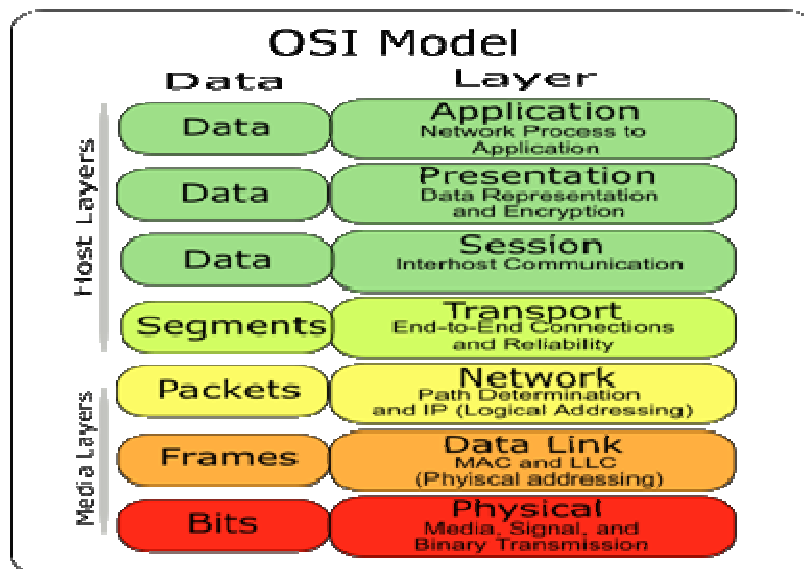 OSI Model
Data Layer
Host Layers
Data
Application
Network Process to
Application
Data
Presentation
Data Representation
and Encryption
Data
Session
Interhost Communication
Segments
Transport
End-to-End Connections
and Reliability
Media Layers
Packets
Network
Path Determination
and IP (Logical Addressing)
Frames
Data Link
MAC and LLC
(Phyiscal addressing)
Bits
Physical
Media, Signal, and
Binary Transmission